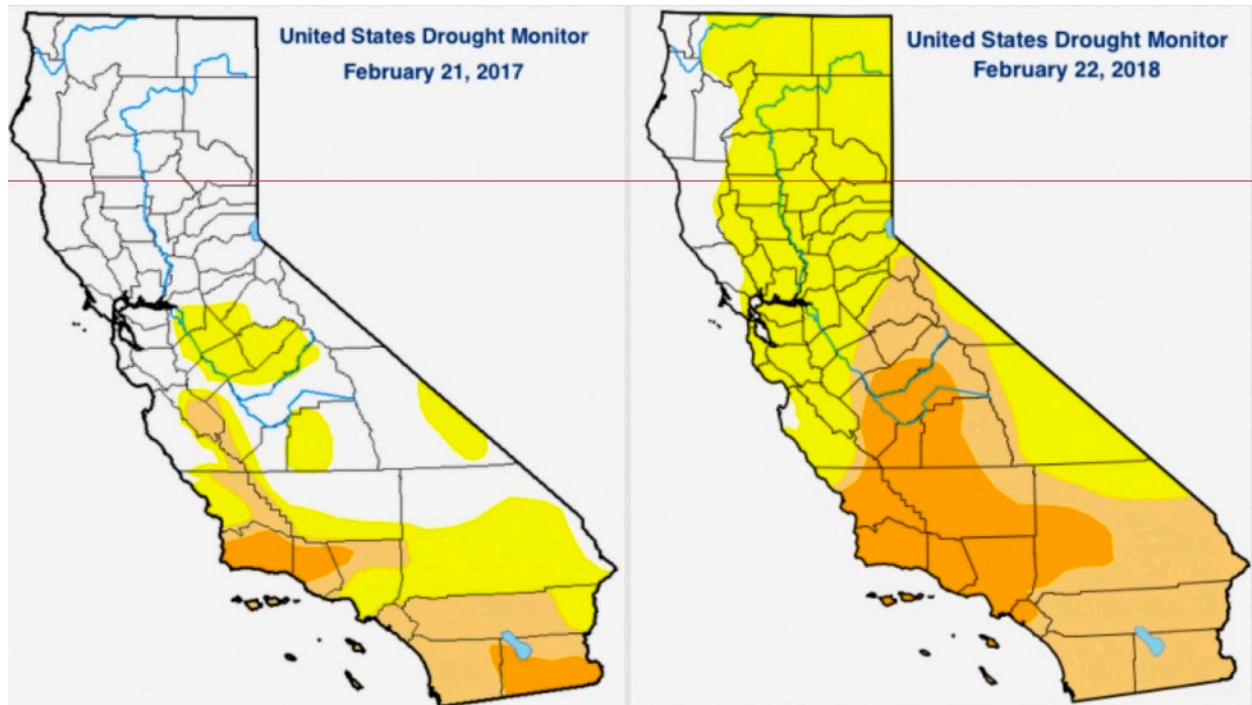 United States Drought Monitor
February 21, 2017
United States Drought Monitor
February 22, 2018